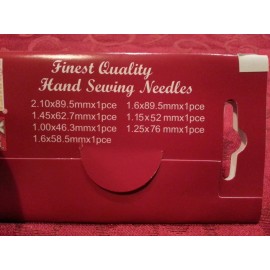 Finest Quality
Hand Sewing Needles
2.10x89.5mmx1pce 1.6x89.5mmx1pce
1.45x62.7mmx1pce 1.15x52 mmx1pce
1.00x46.3mmx1pce 1.25x76 mmx1pce
1.6x58.5mmx1pce